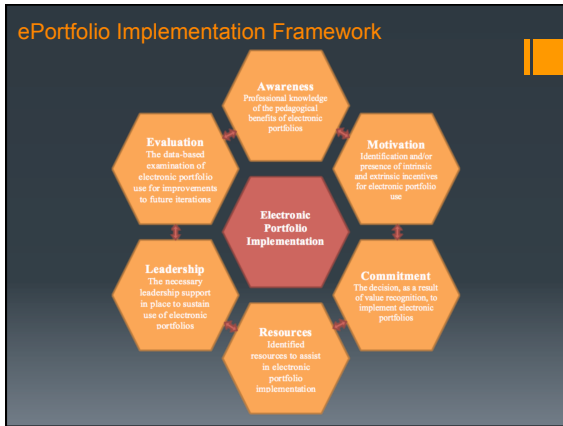 ePortfolio Implementation Framework
Awareness
Professional knowledge
of the pedagogical
benefits of electronic
portfolios
Motivation
Identification and/or
presence of intrinsic
and extrinsic incentives
for electronic portfolio
use
Commitment
The decision, as a result
of value recognition, to
implement electronic
portfolios
Resources
Identified
resources to assist
in electronic
portfolio
implementation
Leadership
The necessary
leadership support
in place to sustain
use of electronic
portfolios
Evaluation
The data-based
examination of
electronic portfolio
use for improvements
to future iterations
Electronic
Portfolio
Implementation